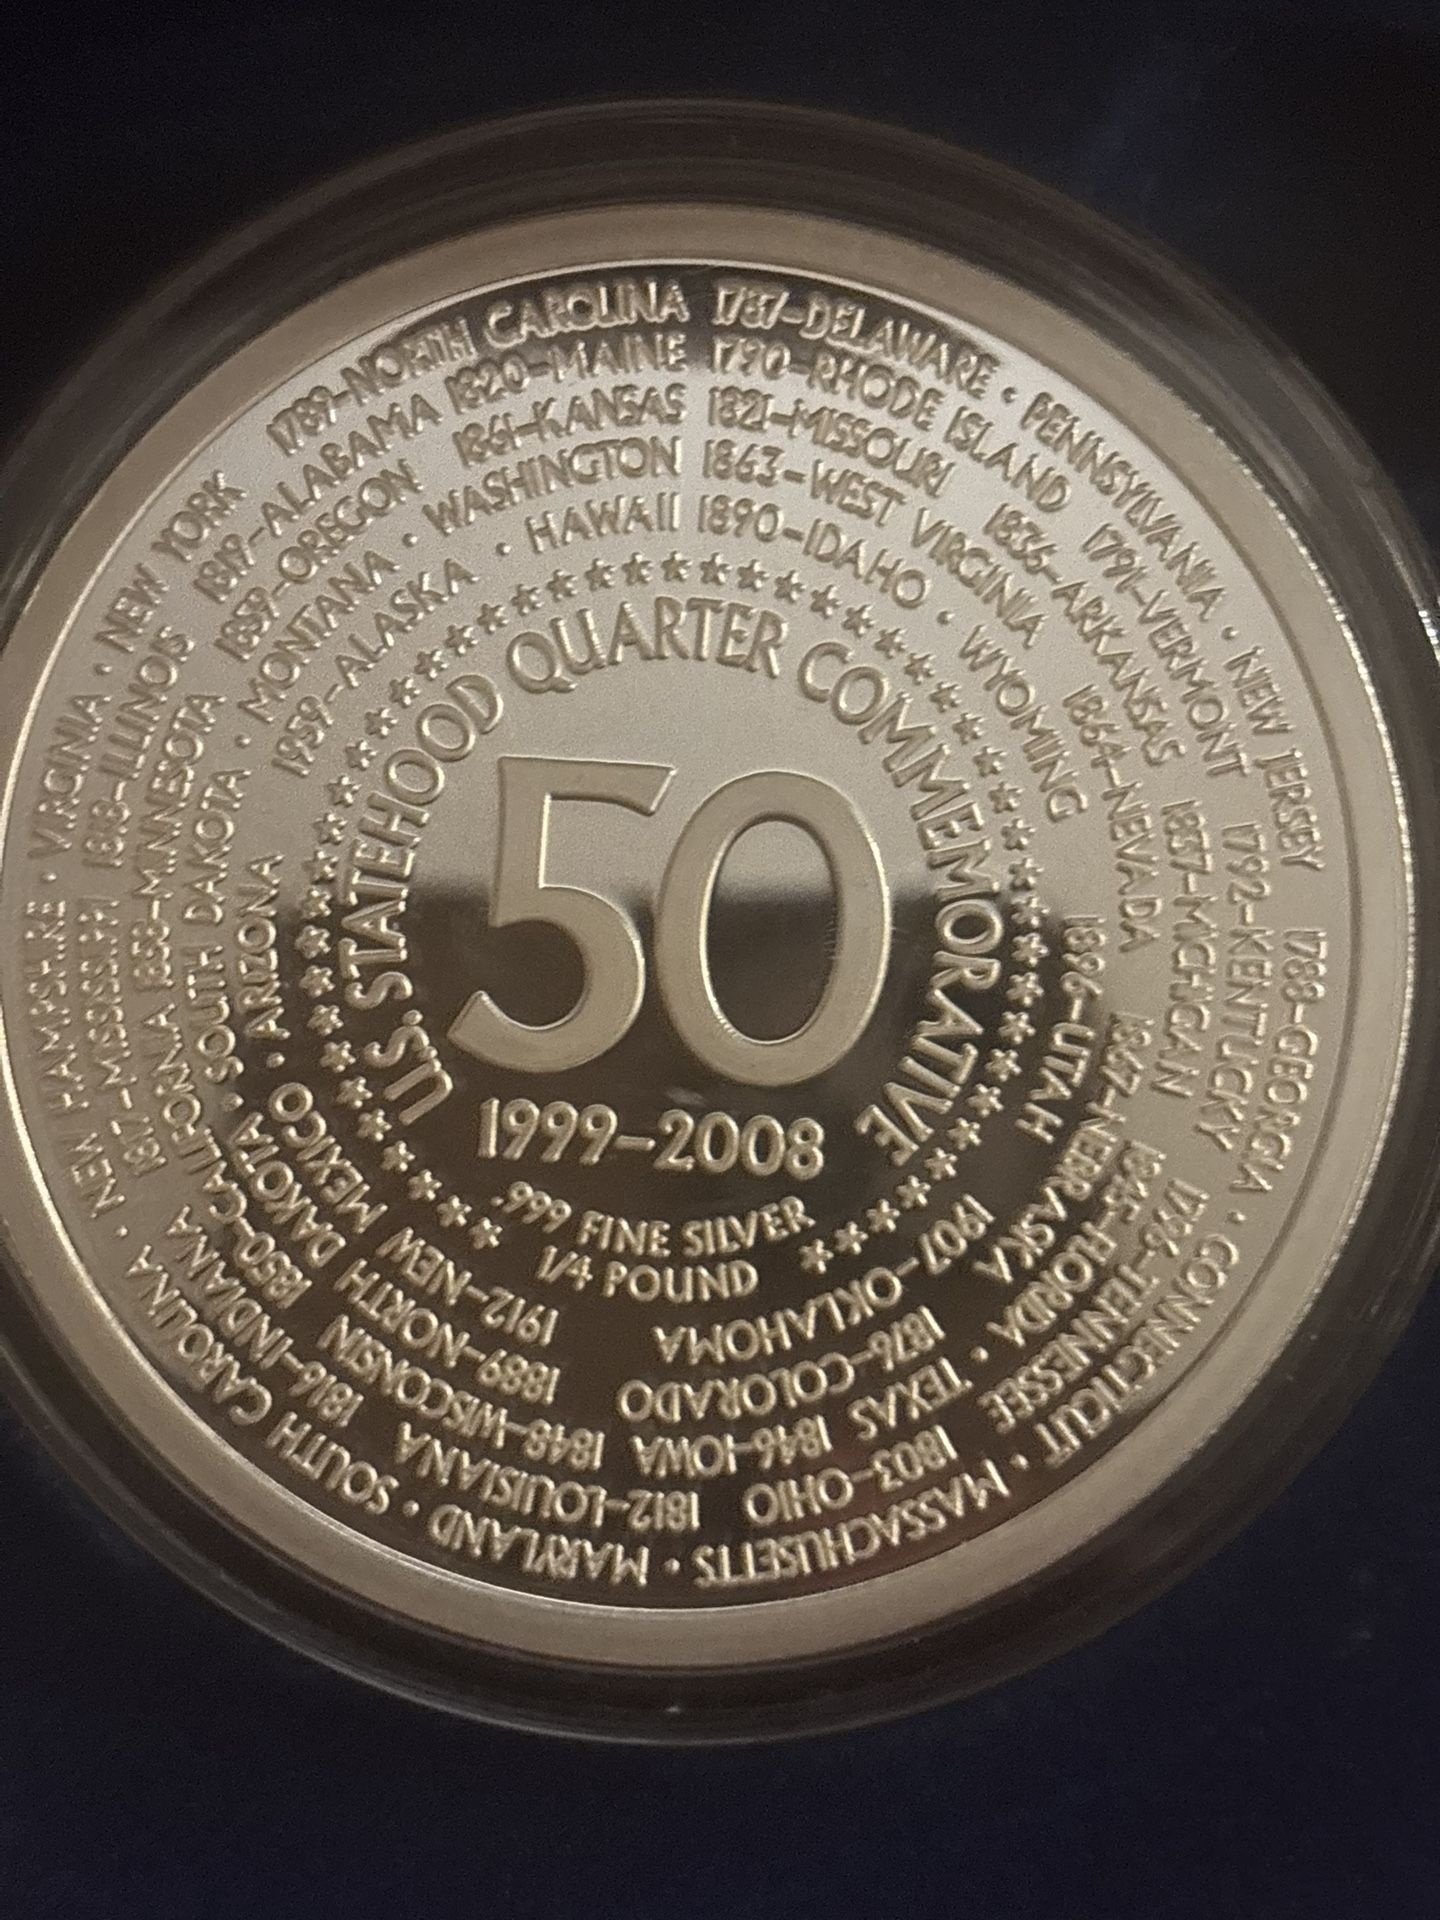 1787–DELAWARE • PENNSYLVANIA • NEW JERSEY 1788–GEORGIA • CONNECTICUT • MASSACHUSETTS • MARYLAND • SOUTH CAROLINA • NEW HAMPSHIRE • VIRGINIA • NEW YORK 1789–NORTH CAROLINA
1790–RHODE ISLAND 1791–VERMONT 1792–KENTUCKY 1796–TENNESSEE 1803–OHIO 1812–LOUISIANA 1816–INDIANA 1817–MISSISSIPPI 1818–ILLINOIS 1819–ALABAMA 1820–MAINE
1821–MISSOURI 1836–ARKANSAS 1837–MICHIGAN 1845–FLORIDA • TEXAS 1846–IOWA 1848–WISCONSIN 1850–CALIFORNIA 1858–MINNESOTA 1859–OREGON 1861–KANSAS
1863–WEST VIRGINIA 1864–NEVADA 1867–NEBRASKA 1876–COLORADO 1889–NORTH DAKOTA • SOUTH DAKOTA • MONTANA • WASHINGTON
1890–IDAHO • WYOMING 1896–UTAH 1907–OKLAHOMA 1912–NEW MEXICO • ARIZONA 1959–ALASKA • HAWAII
U.S. STATEHOOD QUARTER COMMEMORATIVE
50
1999–2008
.999 FINE SILVER
1/4 POUND